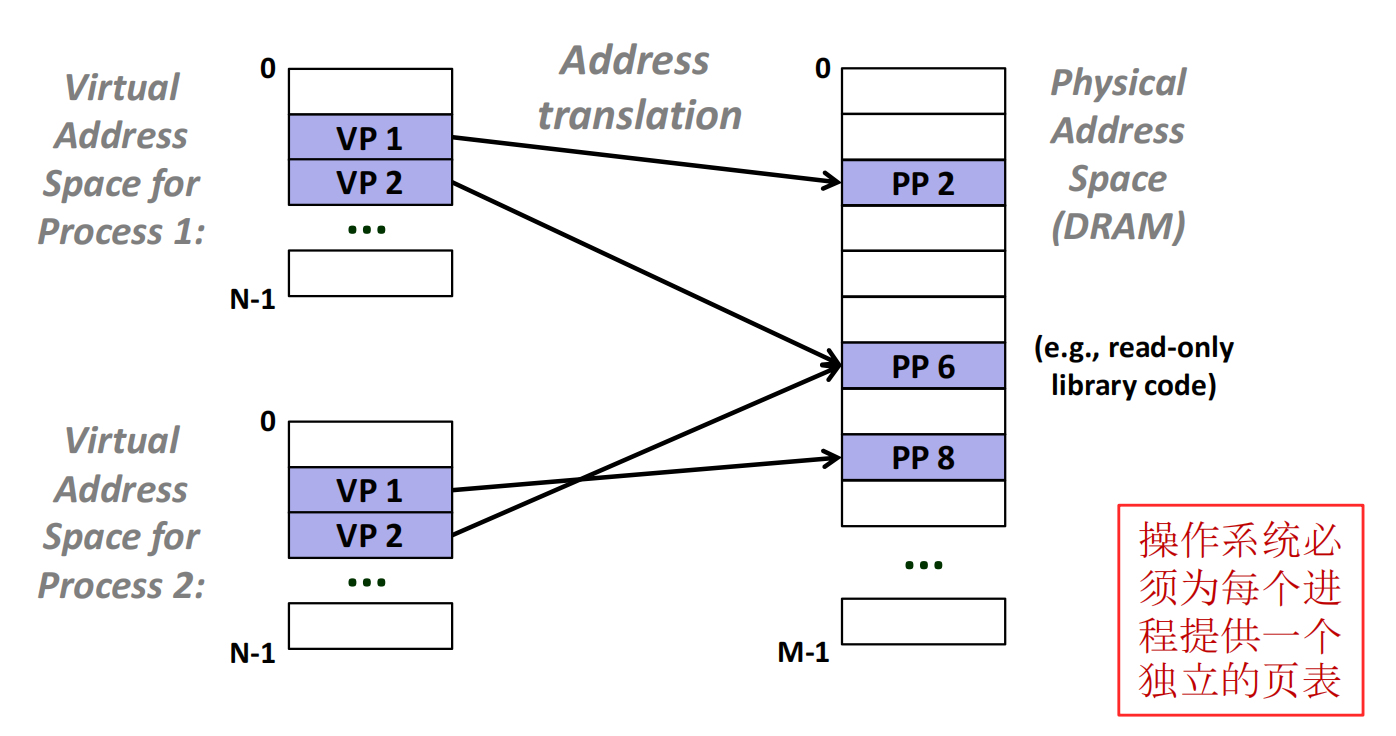 Virtual
Address
Space for
Process 1:
0
VP 1
VP 2
...
N-1
Address
translation
0
PP 2
PP 6
PP 8
...
M-1
Physical
Address
Space
(DRAM)
(e.g., read-only
library code)
Virtual
Address
Space for
Process 2:
0
VP 1
VP 2
...
N-1
操作系统必
须为每个进
程提供一个
独立的页表